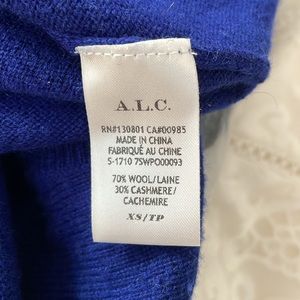 A.L.C.
RN#130801 CA#00985
MADE IN CHINA
FABRIQUÉ AU CHINE
S-1710 7SWPO00093
70% WOOL/LAINE
30% CASHMERE/
CACHEMIRE
XS/TP